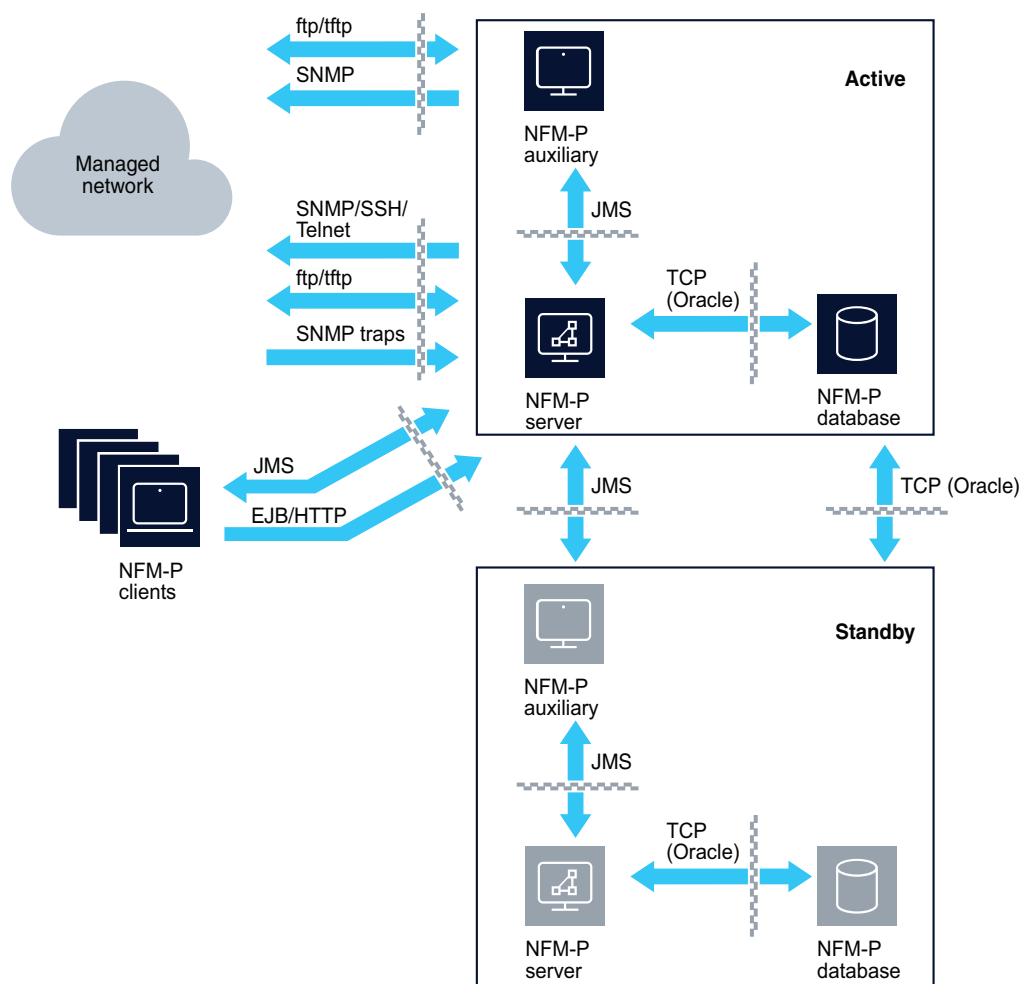 ftp/tftp
SNMP
Active
NFM-P
auxiliary
Managed
network
SNMP/SSH/
Telnet
JMS
ftp/tftp
TCP
(Oracle)
SNMP traps
NFM-P
server
NFM-P
database
JMS
EJB/HTTP
NFM-P
clients
JMS
TCP (Oracle)
Standby
NFM-P
auxiliary
JMS
TCP
(Oracle)
NFM-P
server
NFM-P
database